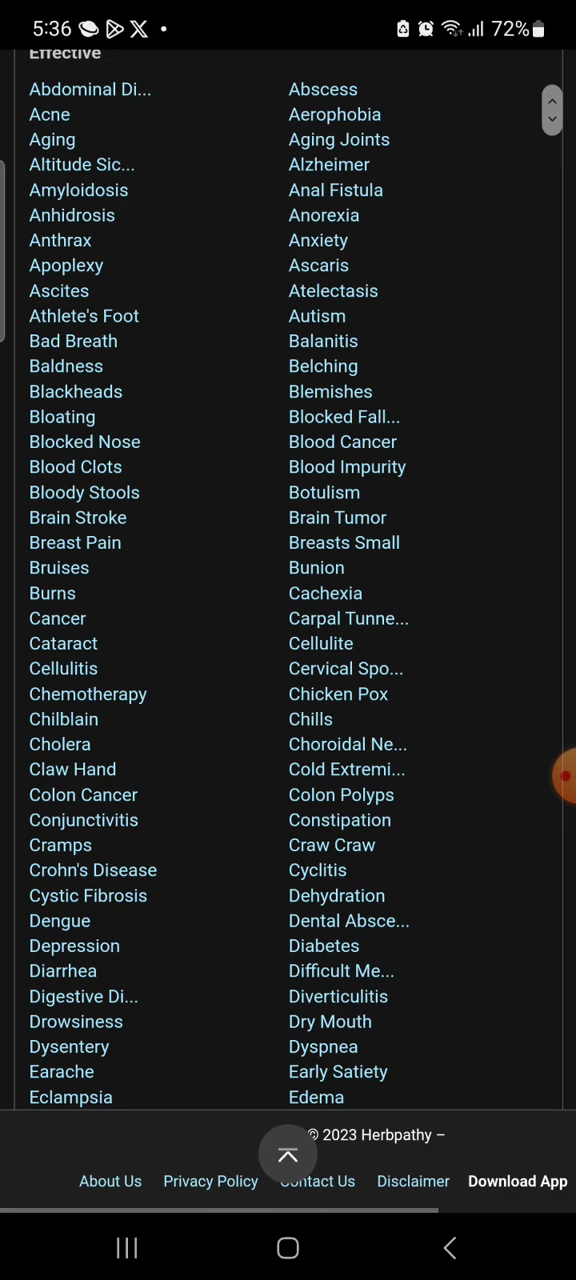 5:36 72%
Effective
Abdominal Di... Abscess
Acne Aerophobia
Aging Aging Joints
Altitude Sic... Alzheimer
Amyloidosis Anal Fistula
Anhidrosis Anorexia
Anthrax Anxiety
Apoplexy Ascaris
Ascites Atelectasis
Athlete's Foot Autism
Bad Breath Balanitis
Baldness Belching
Blackheads Blemishes
Bloating Blocked Fall...
Blocked Nose Blood Cancer
Blood Clots Blood Impurity
Bloody Stools Botulism
Brain Stroke Brain Tumor
Breast Pain Breasts Small
Bruises Bunion
Burns Cachexia
Cancer Carpal Tunne...
Cataract Cellulite
Cellulitis Cervical Spo...
Chemotherapy Chicken Pox
Chilblain Chills
Cholera Choroidal Ne...
Claw Hand Cold Extremi...
Colon Cancer Colon Polyps
Conjunctivitis Constipation
Cramps Craw Craw
Crohn's Disease Cyclitis
Cystic Fibrosis Dehydration
Dengue Dental Absce...
Depression Diabetes
Diarrhea Difficult Me...
Digestive Di... Diverticulitis
Drowsiness Dry Mouth
Dysentery Dyspnea
Earache Early Satiety
Eclampsia Edema
© 2023 Herbpathy –
About Us Privacy Policy Contact Us Disclaimer Download App